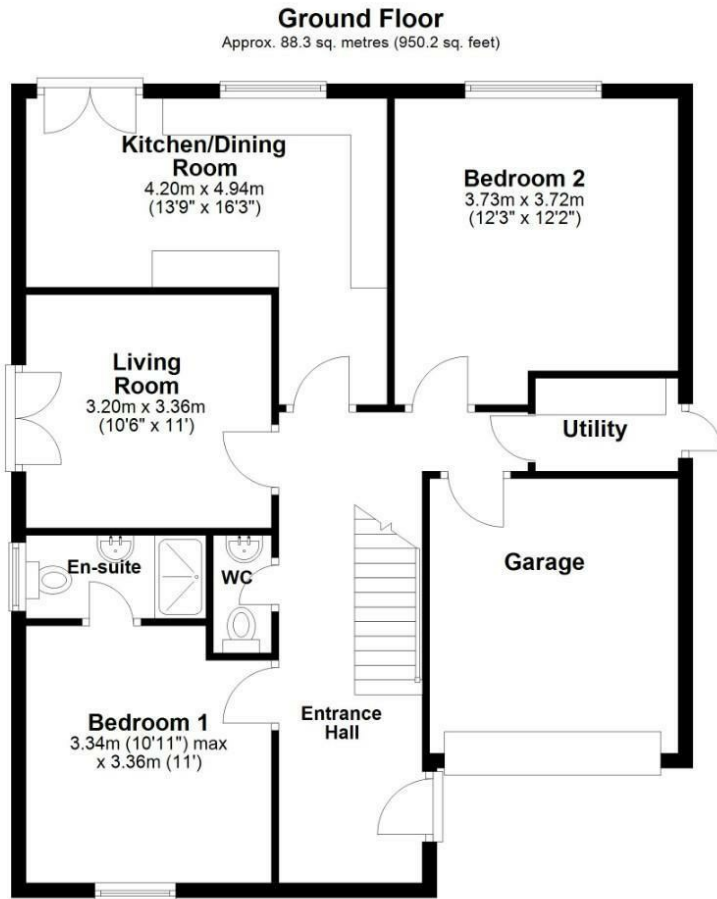 Ground Floor
Approx. 88.3 sq. metres (950.2 sq. feet)
Kitchen/Dining
Room
4.20m x 4.94m
(13'9" x 16'3")
Bedroom 2
3.73m x 3.72m
(12'3" x 12'2")
Living
Room
3.20m x 3.36m
(10'6" x 11')
Utility
En-suite
WC
Garage
Bedroom 1
3.34m (10'11") max
x 3.36m (11')
Entrance
Hall